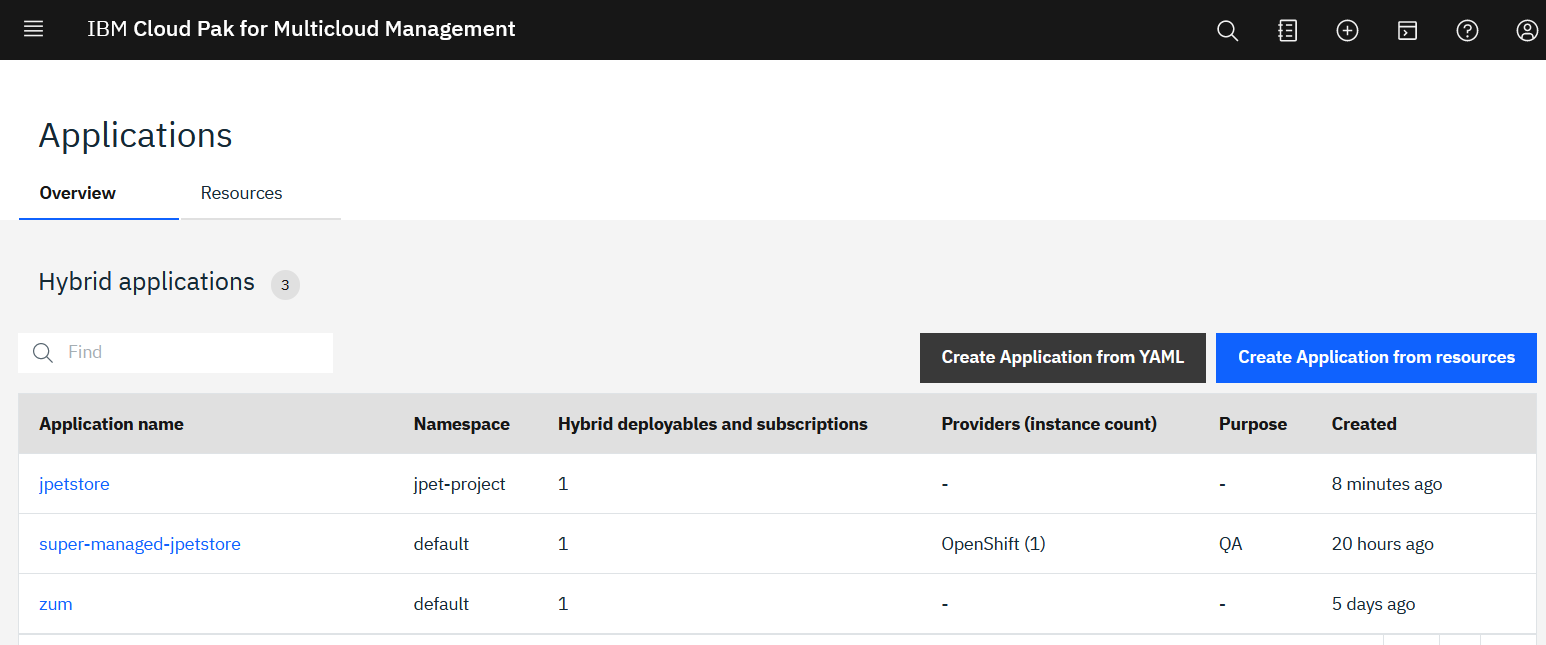 IBM Cloud Pak for Multicloud Management
Applications
Overview Resources
Hybrid applications 3
Find
Create Application from YAML Create Application from resources
Application name Namespace Hybrid deployables and subscriptions Providers (instance count) Purpose Created
jpetstore jpet-project 1 - - 8 minutes ago
super-managed-jpetstore default 1 OpenShift (1) QA 20 hours ago
zum default 1 - - 5 days ago